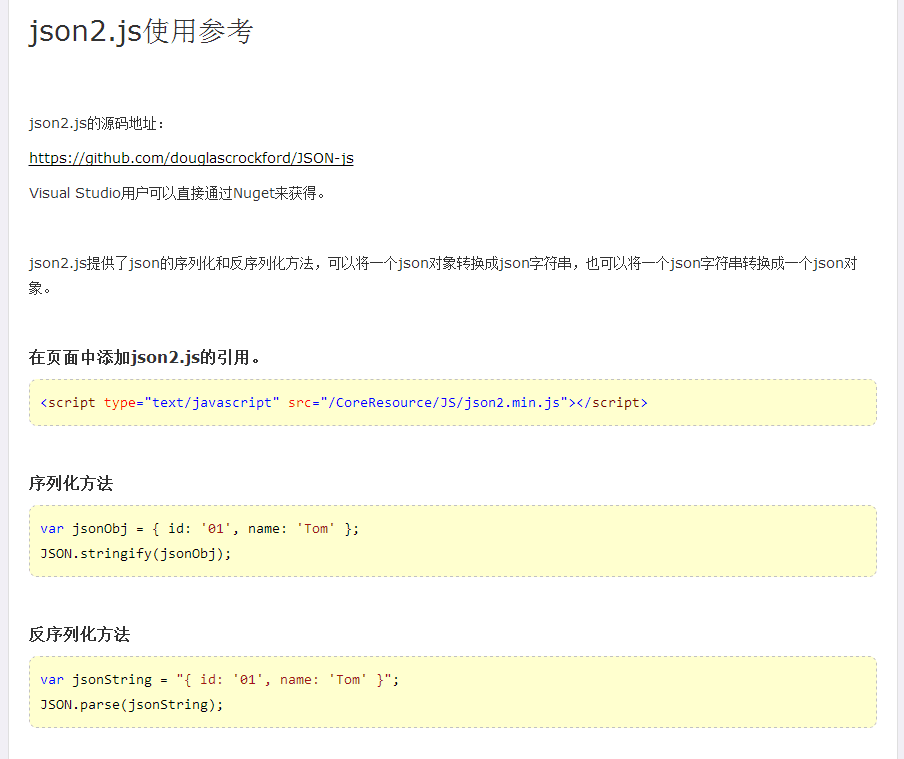 json2.js使用参考
json2.js的源码地址：
https://github.com/douglascrockford/JSON-js
Visual Studio用户可以直接通过Nuget来获得。
json2.js提供了json的序列化和反序列化方法，可以将一个json对象转换成json字符串，也可以将一个json字符串转换成一个json对
象。
在页面中添加json2.js的引用。
<script type="text/javascript" src="/CoreResource/JS/json2.min.js"></script>
序列化方法
var jsonObj = { id: '01', name: 'Tom' };
JSON.stringify(jsonObj);
反序列化方法
var jsonString = "{ id: '01', name: 'Tom' }";
JSON.parse(jsonString);